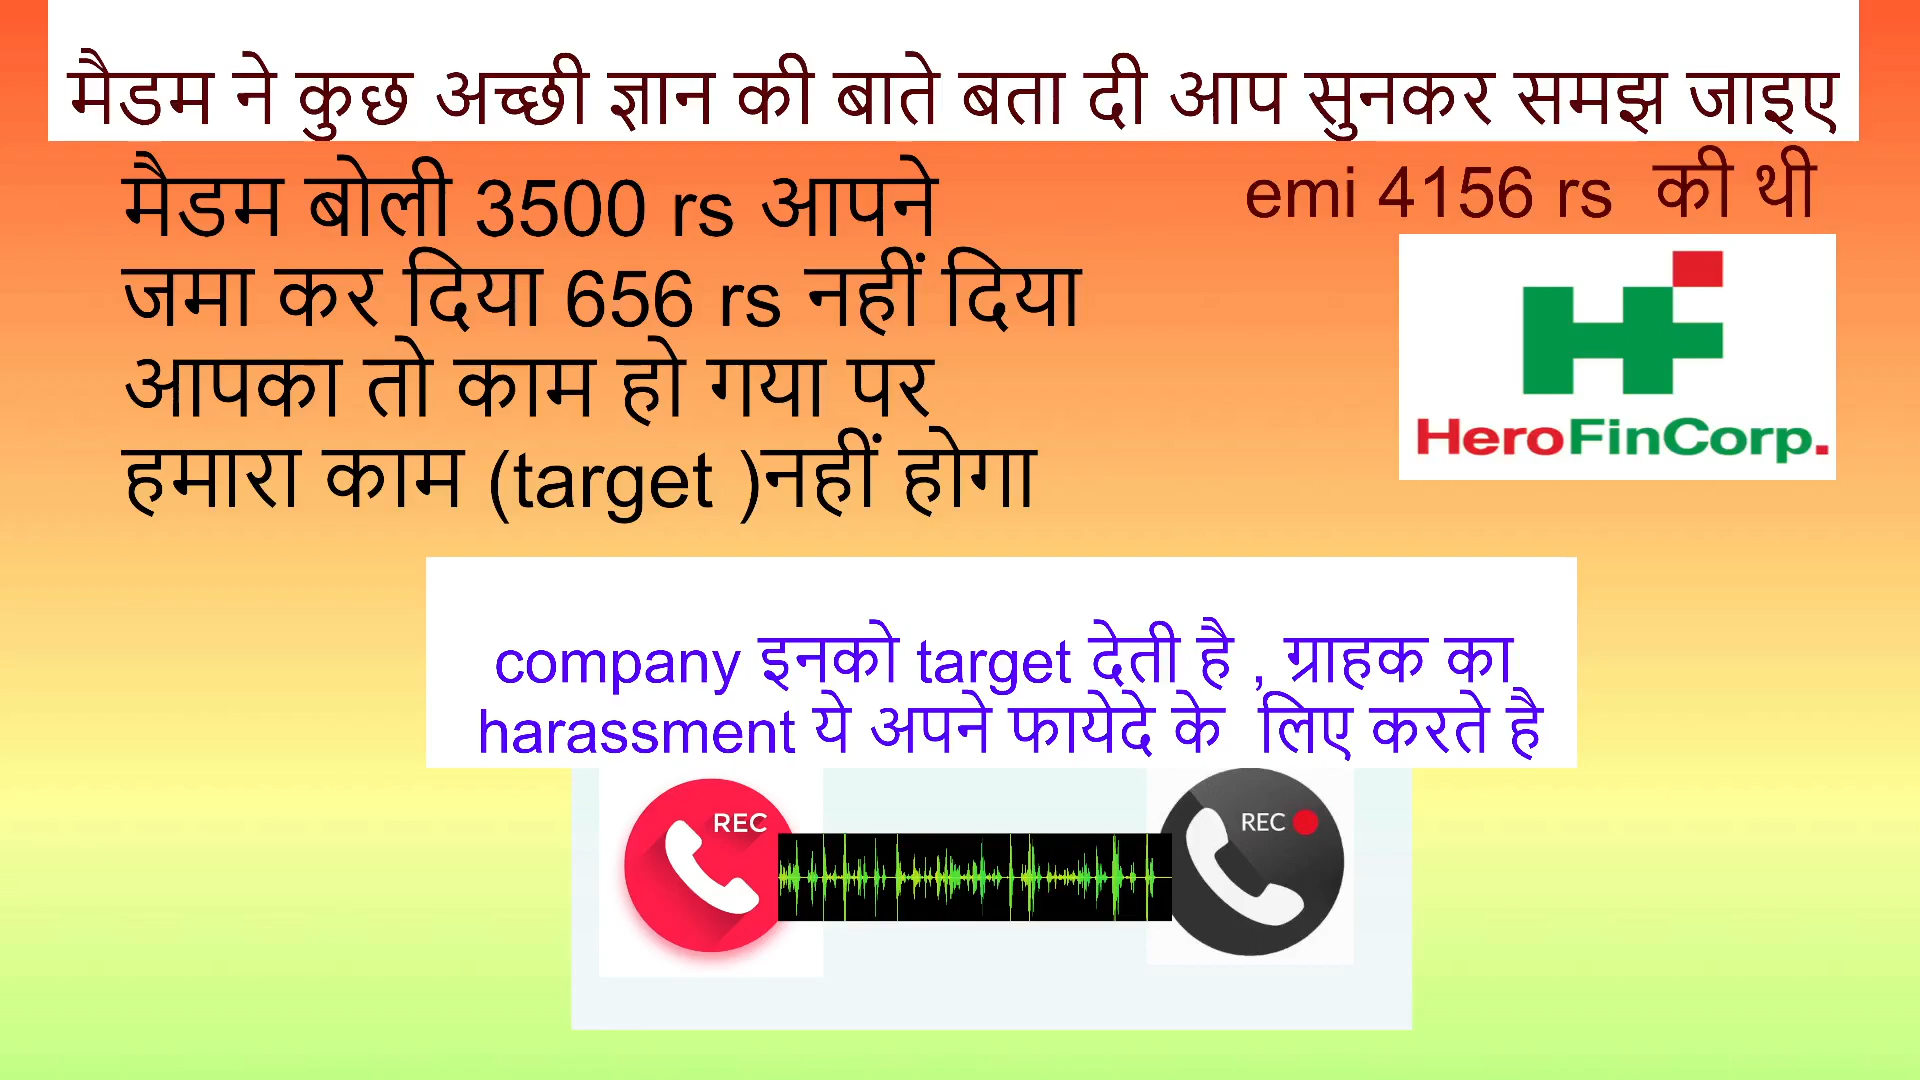 मैडम ने कुछ अच्छी ज्ञान की बाते बता दी आप सुनकर समझ जाइए
मैडम बोली 3500 rs आपने
जमा कर दिया 656 rs नहीं दिया
आपका तो काम हो गया पर
हमारा काम (target )नहीं होगा
emi 4156 rs की थी
HeroFinCorp.
company इनको target देती है , ग्राहक का
harassment ये अपने फायेदे के लिए करते है
REC
REC